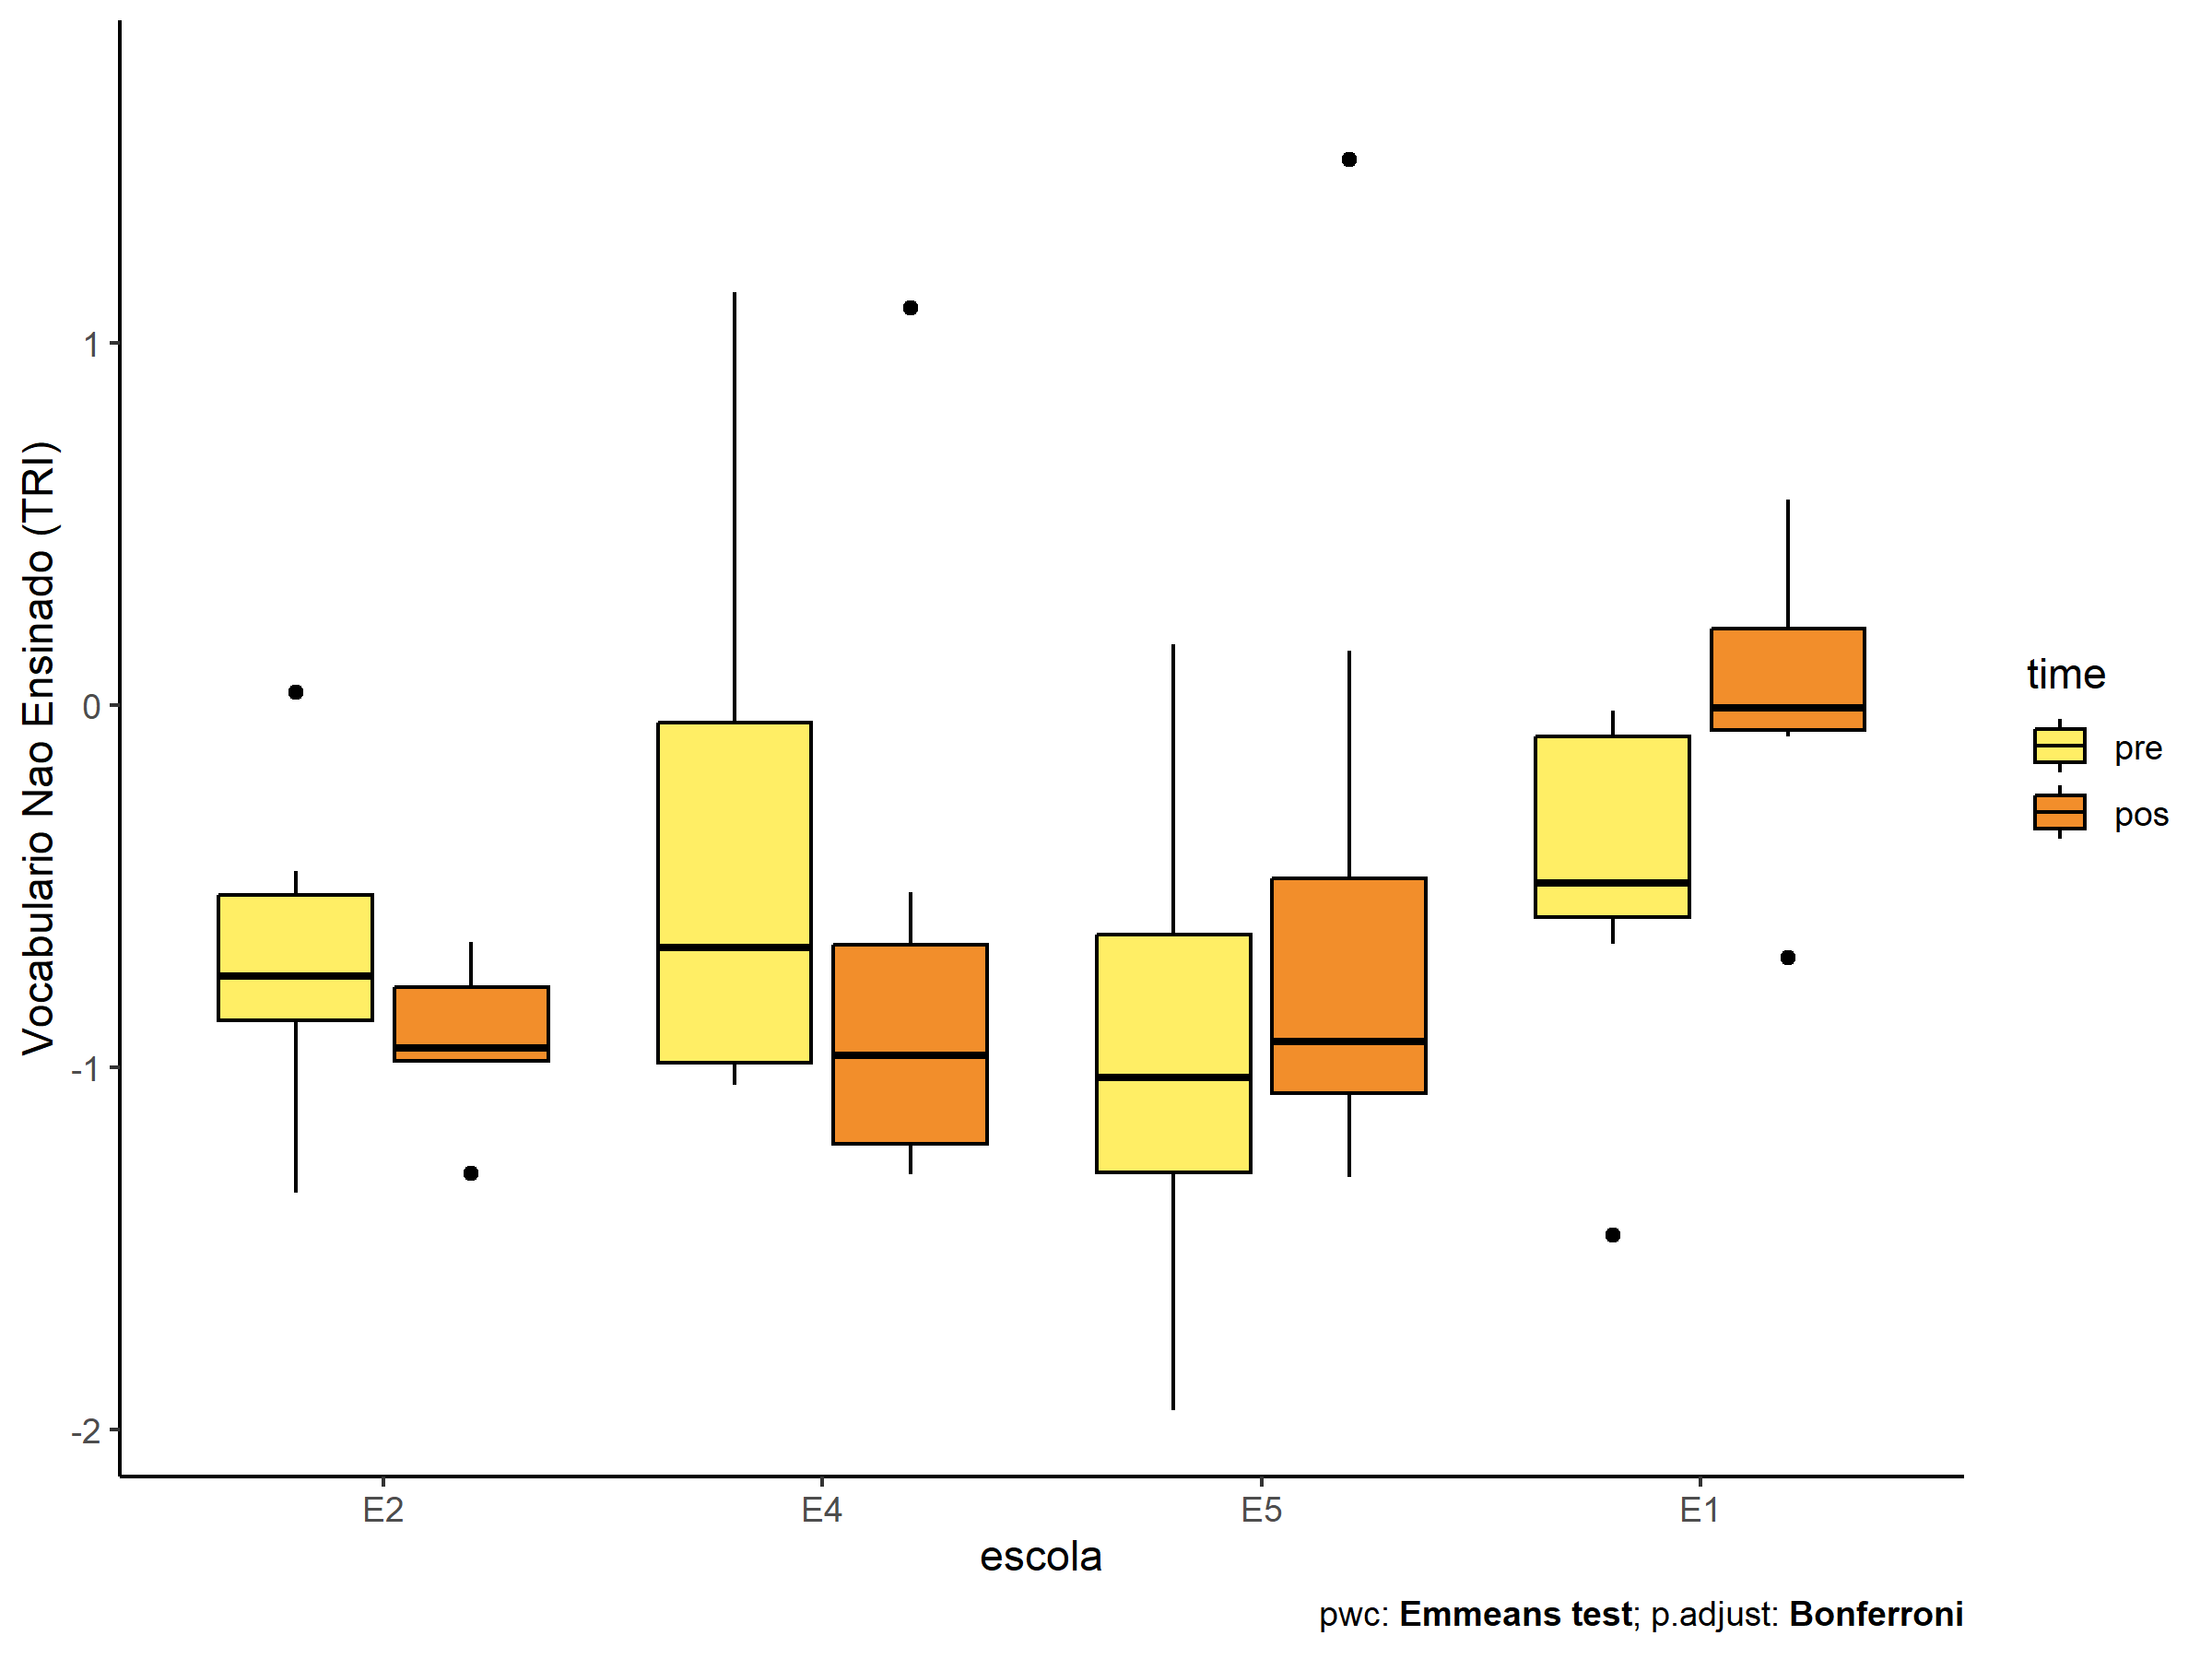 Vocabulario Nao Ensinado (TRI)
1
0
-1
-2
E2
E4
E5
E1
escola
time
pre
pos
pwc: Emmeans test; p.adjust: Bonferroni